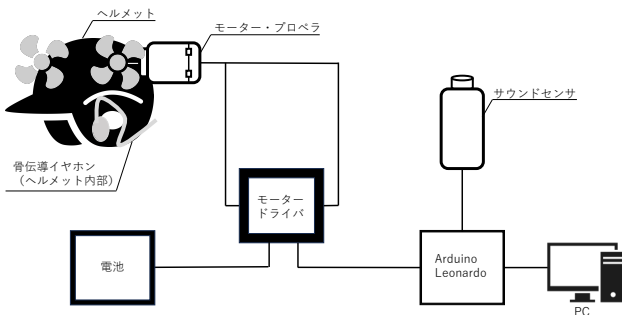 ヘルメット
モーター・プロペラ
サウンドセンサ
骨伝導イヤホン
（ヘルメット内部）
モーター
ドライバ
電池
Arduino
Leonardo
PC